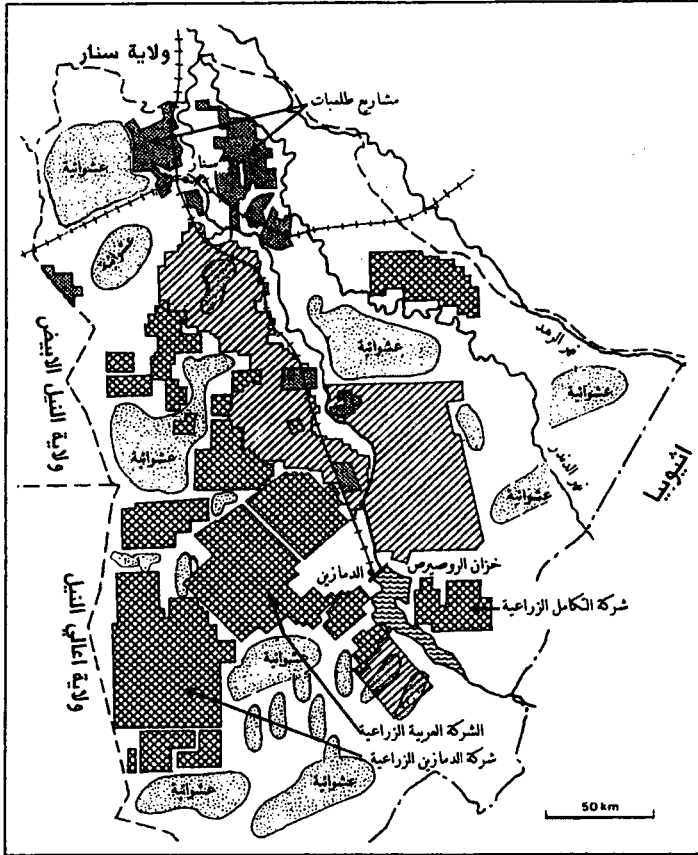 ولاية سنار
مشاريع طلمبات
عشوائية
سنار
عشوائية
ولاية النيل الابيض
عشوائية
نهر الرهد
عشوائية
عشوائية
اثيوبيا
عشوائية
نهر الدندر
خزان الروصيرص
الدمازين
شركة التكامل الزراعية
ولاية اعالي النيل
عشوائية
الشركة العربية الزراعية
شركة الدمازين الزراعية
عشوائية
عشوائية
50 km